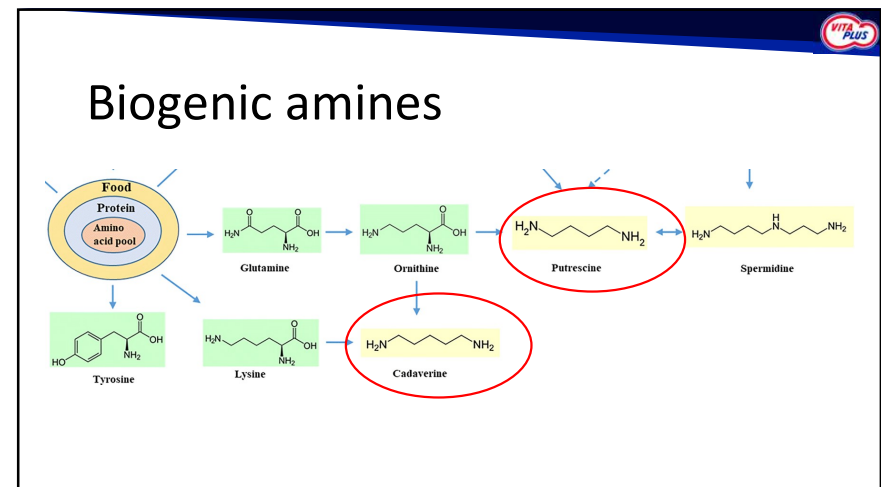 VITA
PLUS
Biogenic amines
Food
Protein
Amino
acid pool
O
O
H₂N
OH
NH₂
Glutamine
O
H₂N
OH
NH₂
Ornithine
H₂N
NH₂
Putrescine
H
H₂N
N
NH₂
Spermidine
O
OH
NH₂
HO
Tyrosine
O
H₂N
OH
NH₂
Lysine
H₂N
NH₂
Cadaverine